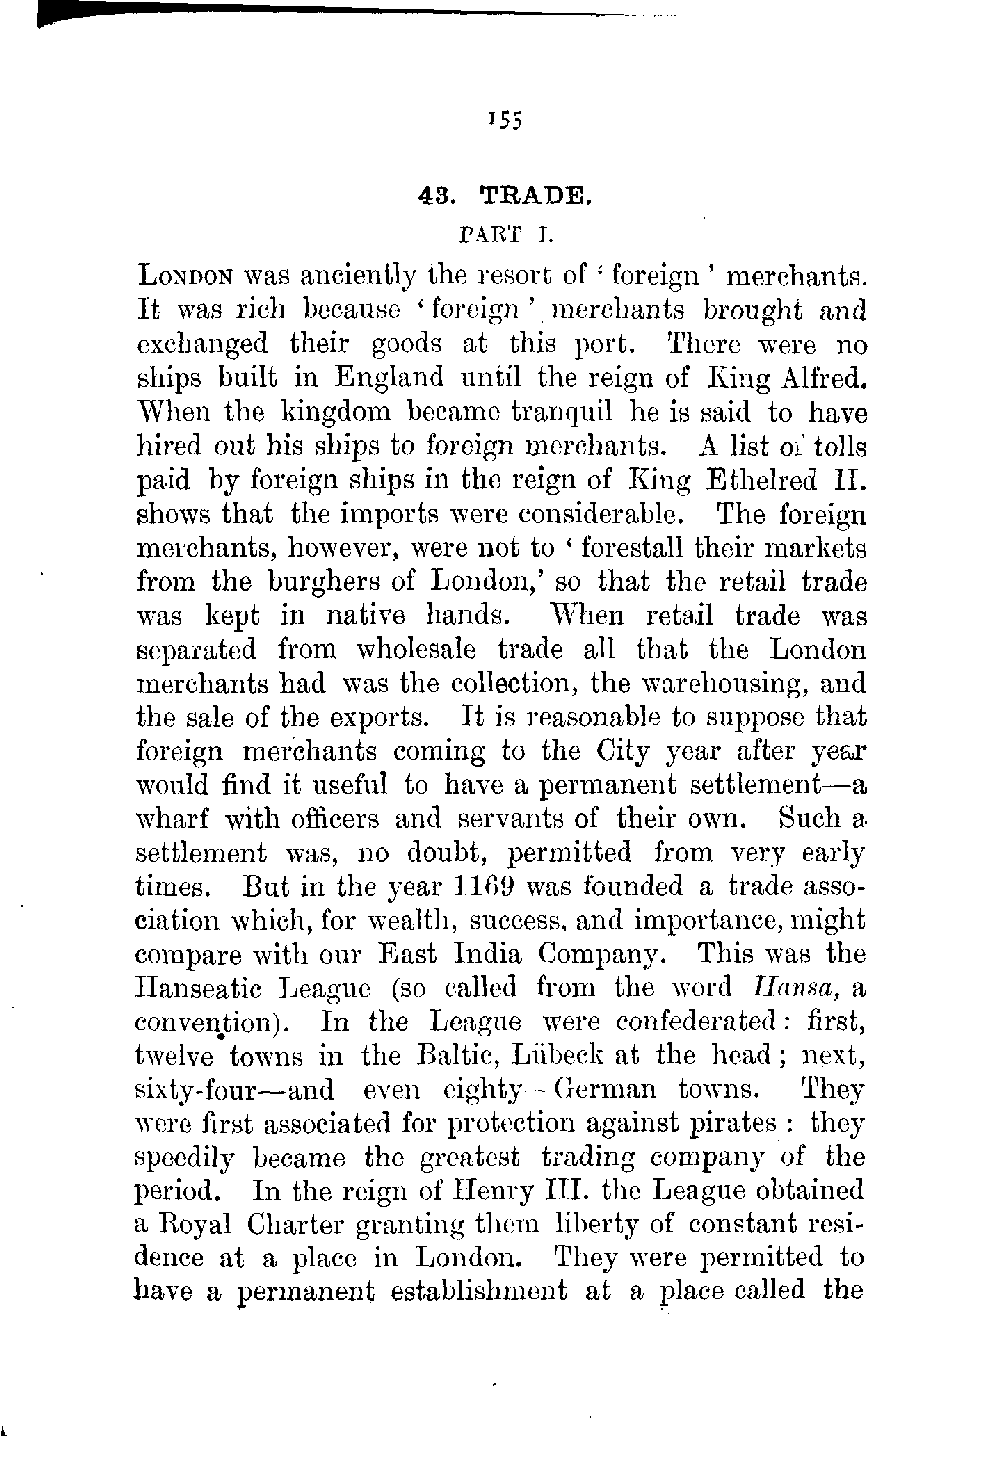 155
43. TRADE.
PART I.
LONDON was anciently the resort of ‘ foreign ’ merchants.
It was rich because ‘ foreign ’ merchants brought and
exchanged their goods at this port. There were no
ships built in England until the reign of King Alfred.
When the kingdom became tranquil he is said to have
hired out his ships to foreign merchants. A list of tolls
paid by foreign ships in the reign of King Ethelred II.
shows that the imports were considerable. The foreign
merchants, however, were not to ‘ forestall their markets
from the burghers of London,’ so that the retail trade
was kept in native hands. When retail trade was
separated from wholesale trade all that the London
merchants had was the collection, the warehousing, and
the sale of the exports. It is reasonable to suppose that
foreign merchants coming to the City year after year
would find it useful to have a permanent settlement—a
wharf with officers and servants of their own. Such a
settlement was, no doubt, permitted from very early
times. But in the year 1169 was founded a trade asso-
ciation which, for wealth, success, and importance, might
compare with our East India Company. This was the
Hanseatic League (so called from the word Hansa, a
convention). In the League were confederated : first,
twelve towns in the Baltic, Lübeck at the head ; next,
sixty-four—and even eighty - German towns. They
were first associated for protection against pirates : they
speedily became the greatest trading company of the
period. In the reign of Henry III. the League obtained
a Royal Charter granting them liberty of constant resi-
dence at a place in London. They were permitted to
have a permanent establishment at a place called the